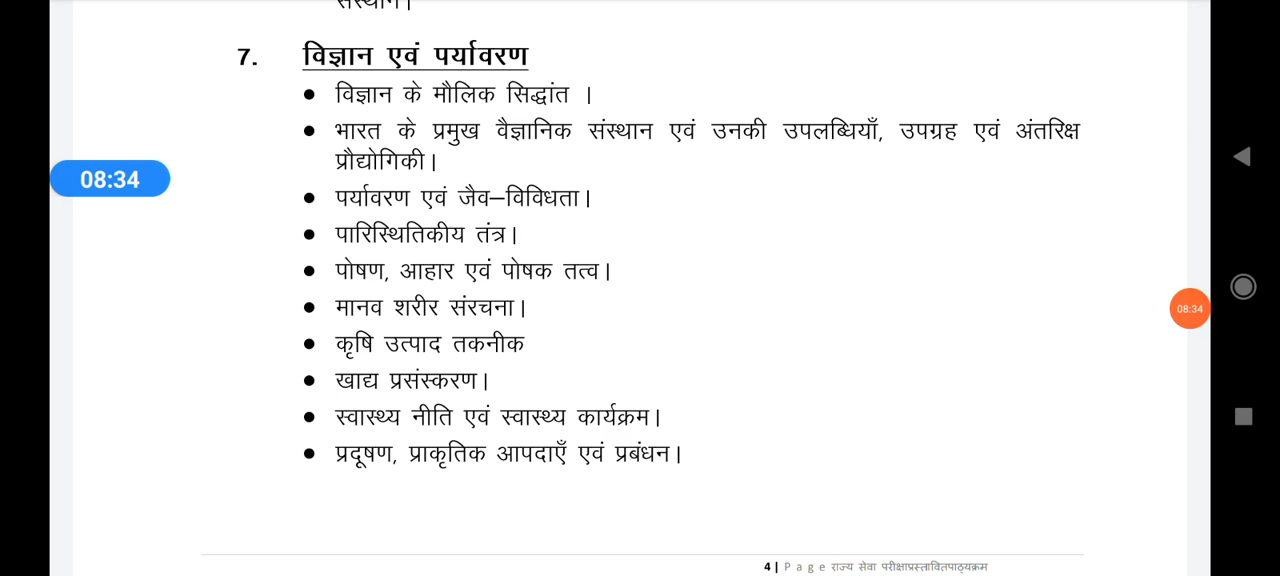 संस्थान।
7. विज्ञान एवं पर्यावरण
● विज्ञान के मौलिक सिद्धांत ।
● भारत के प्रमुख वैज्ञानिक संस्थान एवं उनकी उपलब्धियाँ, उपग्रह एवं अंतरिक्ष
प्रौद्योगिकी।
08:34
● पर्यावरण एवं जैव–विविधता।
● पारिस्थितिकीय तंत्र।
● पोषण, आहार एवं पोषक तत्व।
● मानव शरीर संरचना।
08:34
● कृषि उत्पाद तकनीक
● खाद्य प्रसंस्करण।
● स्वास्थ्य नीति एवं स्वास्थ्य कार्यक्रम।
● प्रदूषण, प्राकृतिक आपदाएँ एवं प्रबंधन।
4 | P a g e राज्य सेवा परीक्षाप्रस्तावितपाठ्यक्रम